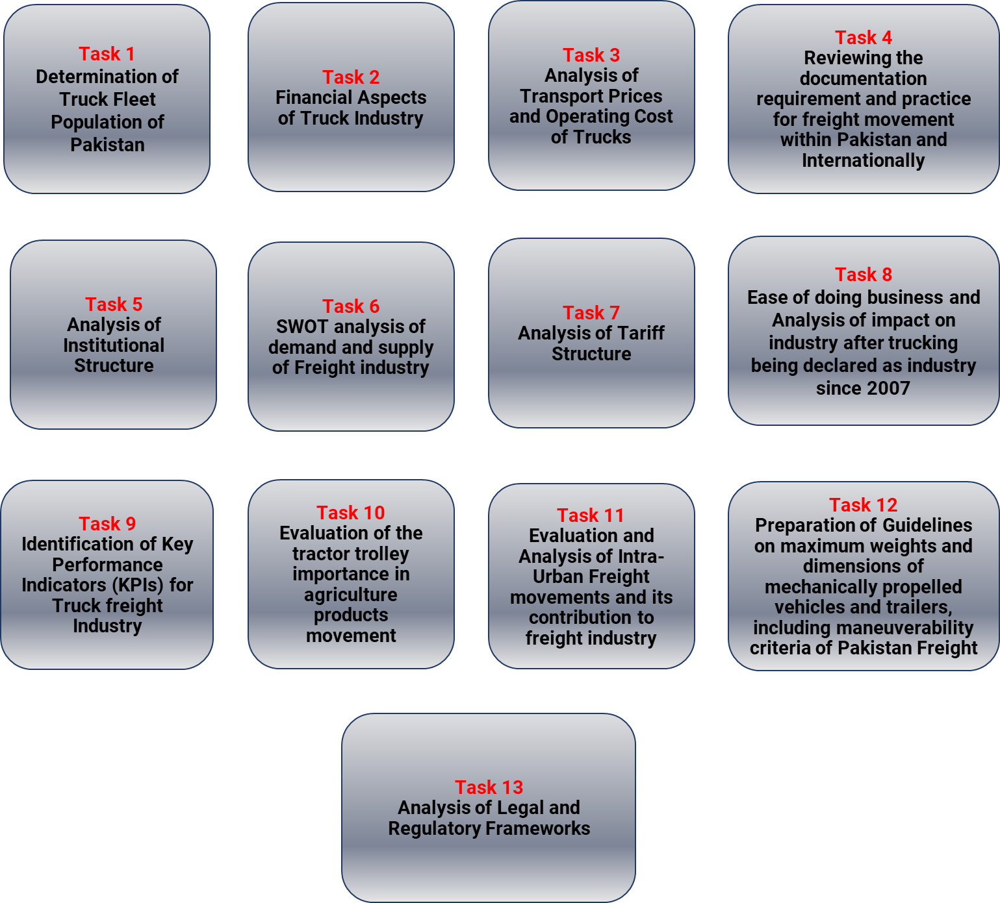 Task 1
Determination of
Truck Fleet
Population of
Pakistan
Task 2
Financial Aspects
of Truck Industry
Task 3
Analysis of
Transport Prices
and Operating Cost
of Trucks
Task 4
Reviewing the
documentation
requirement and practice
for freight movement
within Pakistan and
Internationally
Task 5
Analysis of
Institutional
Structure
Task 6
SWOT analysis of
demand and supply
of Freight industry
Task 7
Analysis of Tariff
Structure
Task 8
Ease of doing business and
Analysis of impact on
industry after trucking
being declared as industry
since 2007
Task 9
Identification of Key
Performance
Indicators (KPIs) for
Truck freight
Industry
Task 10
Evaluation of the
tractor trolley
importance in
agriculture
products
movement
Task 11
Evaluation and
Analysis of Intra-
Urban Freight
movements and its
contribution to
freight industry
Task 12
Preparation of Guidelines
on maximum weights and
dimensions of
mechanically propelled
vehicles and trailers,
including maneuverability
criteria of Pakistan Freight
Task 13
Analysis of Legal and
Regulatory Frameworks